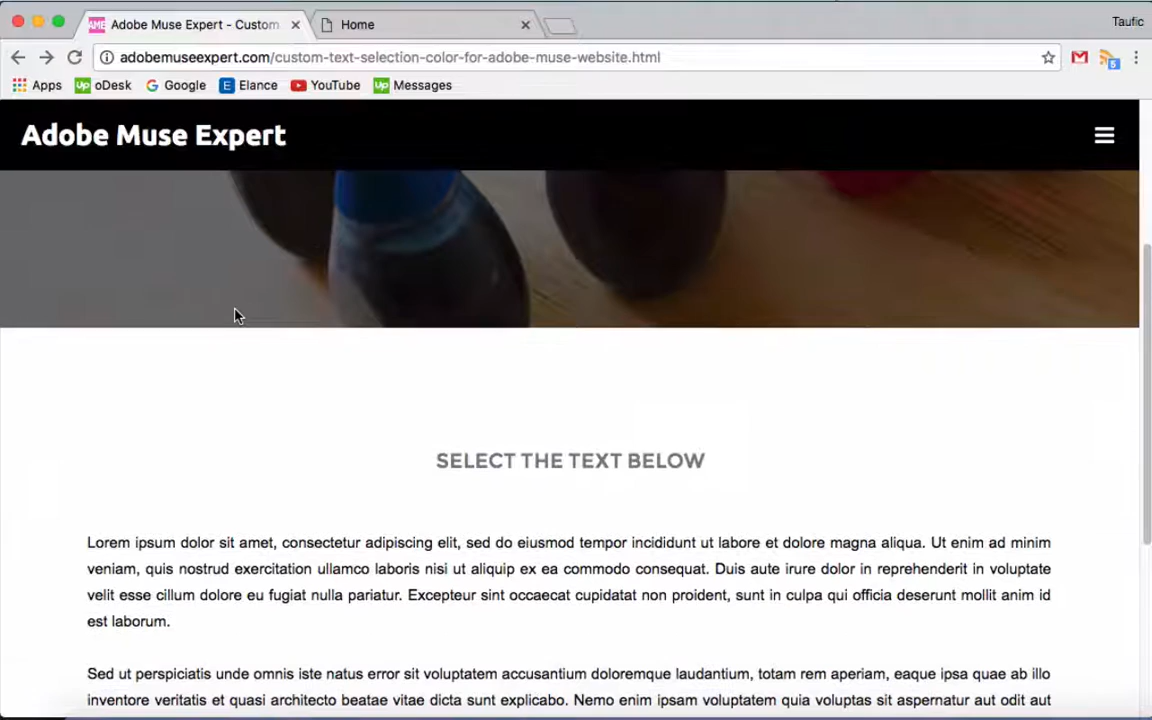 AME Adobe Muse Expert - Custom
Home
Taufic
adobemuseexpert.com/custom-text-selection-color-for-adobe-muse-website.html
5
Apps
Up oDesk
G Google
E Elance
YouTube
Up Messages
Adobe Muse Expert
SELECT THE TEXT BELOW
Lorem ipsum dolor sit amet, consectetur adipiscing elit, sed do eiusmod tempor incididunt ut labore et dolore magna aliqua. Ut enim ad minim
veniam, quis nostrud exercitation ullamco laboris nisi ut aliquip ex ea commodo consequat. Duis aute irure dolor in reprehenderit in voluptate
velit esse cillum dolore eu fugiat nulla pariatur. Excepteur sint occaecat cupidatat non proident, sunt in culpa qui officia deserunt mollit anim id
est laborum.
Sed ut perspiciatis unde omnis iste natus error sit voluptatem accusantium doloremque laudantium, totam rem aperiam, eaque ipsa quae ab illo
inventore veritatis et quasi architecto beatae vitae dicta sunt explicabo. Nemo enim ipsam voluptatem quia voluptas sit aspernatur aut odit aut